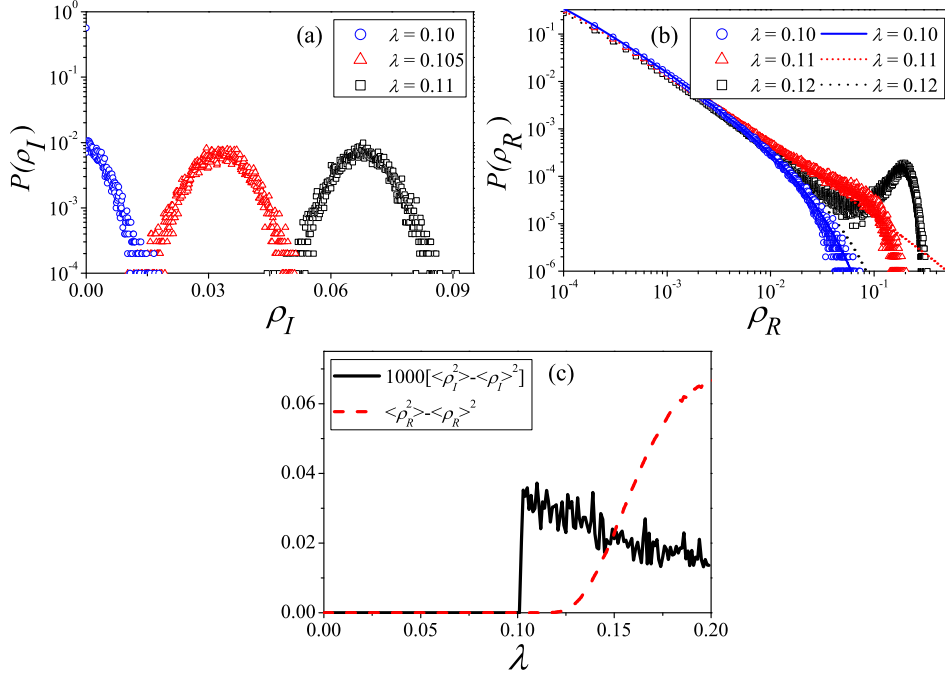 (a)
λ = 0.10
λ = 0.105
λ = 0.11
P(ρ_I)
10^1
10^0
10^-1
10^-2
10^-3
10^-4
0.00 0.03 0.06 0.09
ρ_I
(b)
λ = 0.10 λ = 0.10
λ = 0.11 λ = 0.11
λ = 0.12 λ = 0.12
P(ρ_R)
10^-1
10^-2
10^-3
10^-4
10^-5
10^-6
10^-4 10^-3 10^-2 10^-1
ρ_R
(c)
1000[<ρ_I^2>-<ρ_I>^2]
<ρ_R^2>-<ρ_R>^2
0.06
0.04
0.02
0.00
0.00 0.05 0.10 0.15 0.20
λ